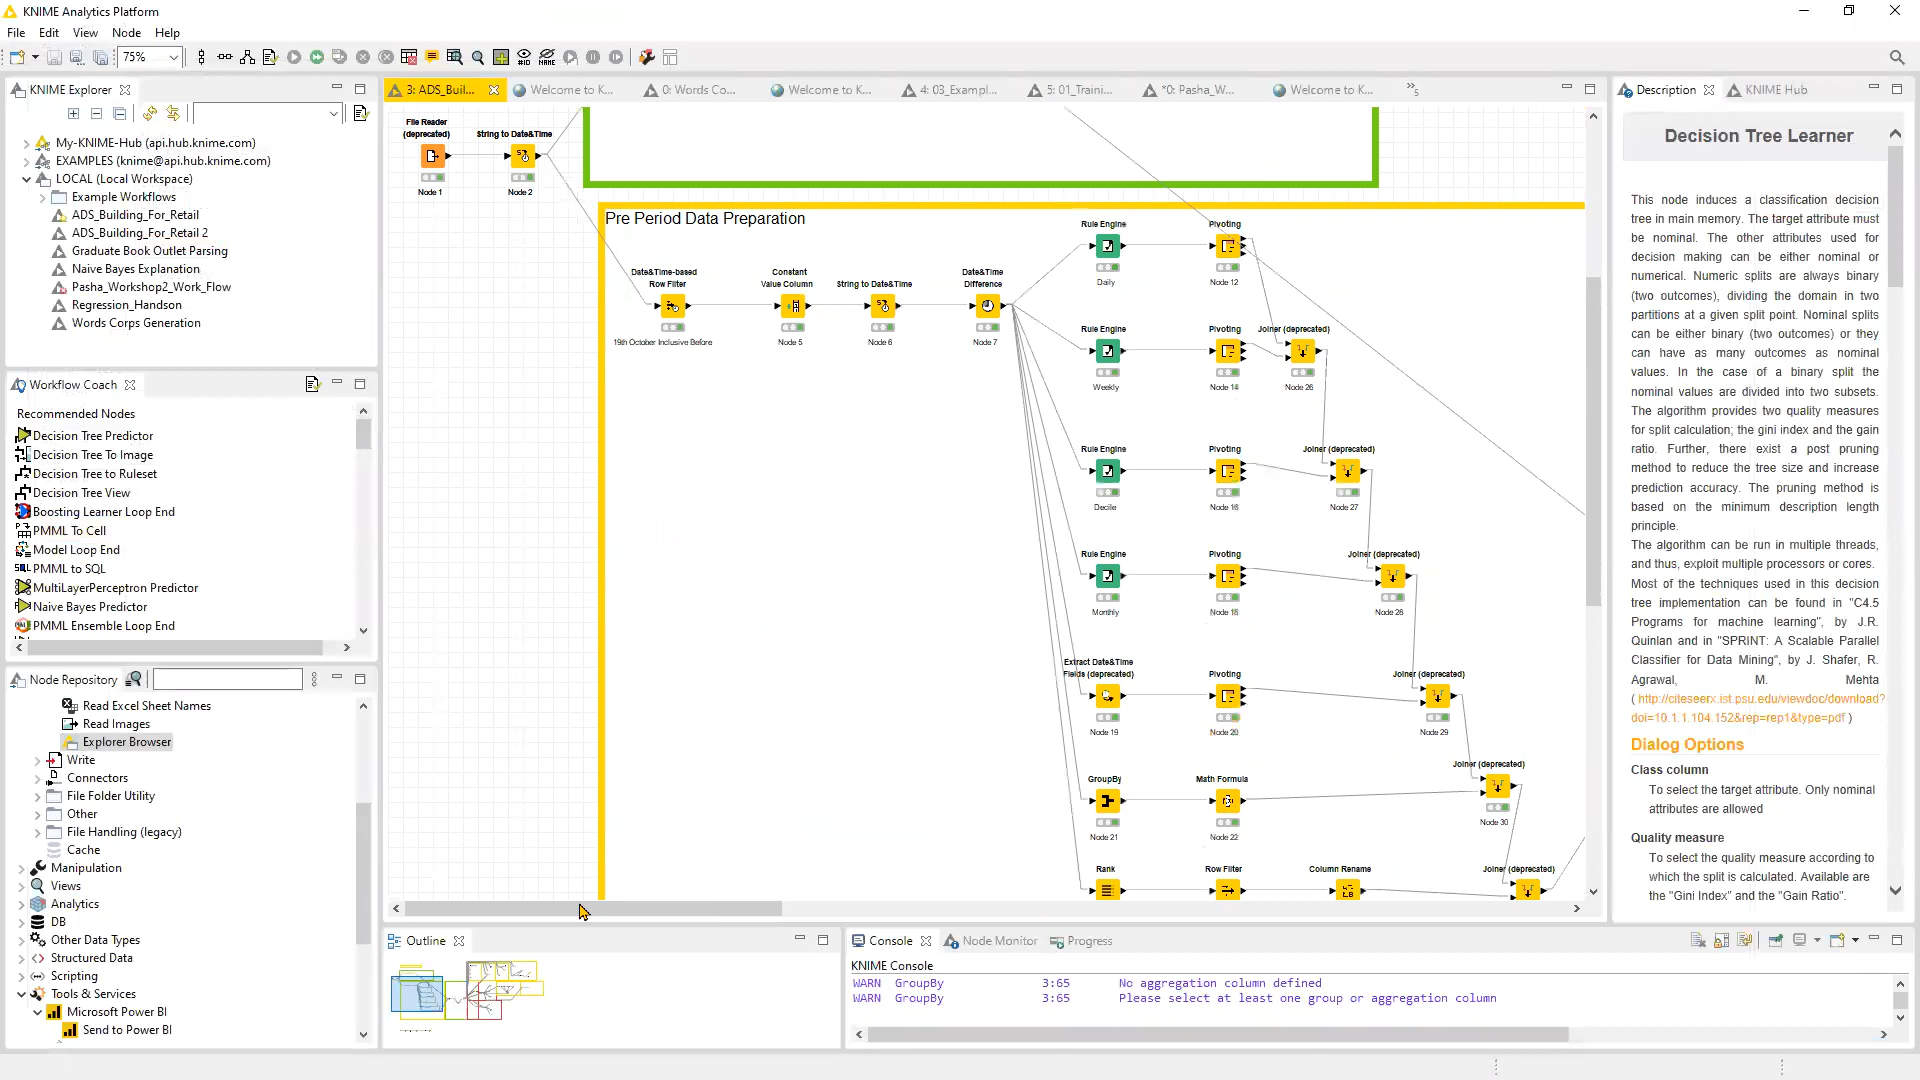 KNIME Analytics Platform
File Edit View Node Help
75%
KNIME Explorer
My-KNIME-Hub (api.hub.knime.com)
EXAMPLES (knime@api.hub.knime.com)
LOCAL (Local Workspace)
Example Workflows
ADS_Building_For_Retail
ADS_Building_For_Retail 2
Graduate Book Outlet Parsing
Naive Bayes Explanation
Pasha_Workshop2_Work_Flow
Regression_Handson
Words Corps Generation
Workflow Coach
Recommended Nodes
Decision Tree Predictor
Decision Tree To Image
Decision Tree to Ruleset
Decision Tree View
Boosting Learner Loop End
PMML To Cell
Model Loop End
PMML to SQL
MultiLayerPerceptron Predictor
Naive Bayes Predictor
PMML Ensemble Loop End
Node Repository
Read Excel Sheet Names
Read Images
Explorer Browser
Write
Connectors
File Folder Utility
Other
File Handling (legacy)
Cache
Manipulation
Views
Analytics
DB
Other Data Types
Structured Data
Scripting
Tools & Services
Microsoft Power BI
Send to Power BI
3: ADS_Buil... Welcome to K... 0: Words Co... Welcome to K... 4: 03_Exampl... 5: 01_Traini... *0: Pasha_W... Welcome to K... »5
File Reader
(deprecated)
Node 1
String to Date&Time
Node 2
Pre Period Data Preparation
Date&Time-based
Row Filter
19th October Inclusive Before
Constant
Value Column
Node 5
String to Date&Time
Node 6
Date&Time
Difference
Node 7
Rule Engine
Daily
Pivoting
Node 12
Rule Engine
Weekly
Pivoting
Node 14
Joiner (deprecated)
Node 26
Rule Engine
Decile
Pivoting
Node 16
Joiner (deprecated)
Node 27
Rule Engine
Monthly
Pivoting
Node 18
Joiner (deprecated)
Node 28
Extract Date&Time
Fields (deprecated)
Node 19
Pivoting
Node 20
Joiner (deprecated)
Node 29
GroupBy
Node 21
Math Formula
Node 22
Joiner (deprecated)
Node 30
Rank
Row Filter
Column Rename
Joiner (deprecated)
Outline
Console Node Monitor Progress
KNIME Console
WARN GroupBy 3:65 No aggregation column defined
WARN GroupBy 3:65 Please select at least one group or aggregation column
Description KNIME Hub
Decision Tree Learner
This node induces a classification decision
tree in main memory. The target attribute must
be nominal. The other attributes used for
decision making can be either nominal or
numerical. Numeric splits are always binary
(two outcomes), dividing the domain in two
partitions at a given split point. Nominal splits
can be either binary (two outcomes) or they
can have as many outcomes as nominal
values. In the case of a binary split the
nominal values are divided into two subsets.
The algorithm provides two quality measures
for split calculation; the gini index and the gain
ratio. Further, there exist a post pruning
method to reduce the tree size and increase
prediction accuracy. The pruning method is
based on the minimum description length
principle.
The algorithm can be run in multiple threads,
and thus, exploit multiple processors or cores.
Most of the techniques used in this decision
tree implementation can be found in "C4.5
Programs for machine learning", by J.R.
Quinlan and in "SPRINT: A Scalable Parallel
Classifier for Data Mining", by J. Shafer, R.
Agrawal, M. Mehta
( http://citeseerx.ist.psu.edu/viewdoc/download?
doi=10.1.1.104.152&rep=rep1&type=pdf )
Dialog Options
Class column
To select the target attribute. Only nominal
attributes are allowed
Quality measure
To select the quality measure according to
which the split is calculated. Available are
the "Gini Index" and the "Gain Ratio".